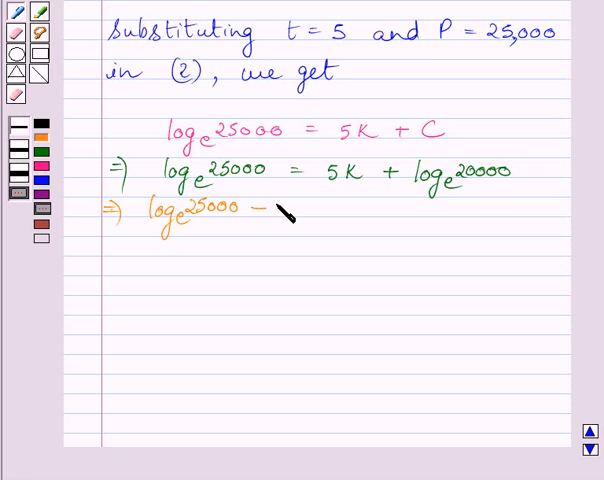 Substituting t = 5 and P = 25,000
in (2), we get
logₑ25000 = 5K + C
⇒) logₑ25000 = 5K + logₑ20000
⇒) logₑ25000 −